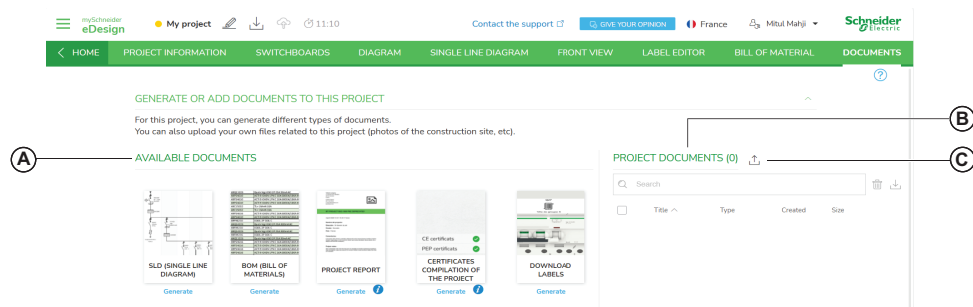 mySchneider
eDesign
My project
11:10
Contact the support
GIVE YOUR OPINION
France
Mitul Mahji
Schneider
Electric
HOME
PROJECT INFORMATION
SWITCHBOARDS
DIAGRAM
SINGLE LINE DIAGRAM
FRONT VIEW
LABEL EDITOR
BILL OF MATERIAL
DOCUMENTS
?
GENERATE OR ADD DOCUMENTS TO THIS PROJECT
For this project, you can generate different types of documents.
You can also upload your own files related to this project (photos of the construction site, etc).
B
A
AVAILABLE DOCUMENTS
PROJECT DOCUMENTS (0)
C
Search
Title
Type
Created
Size
CE certificates
PEP certificates
SLD (SINGLE LINE
DIAGRAM)
Generate
BOM (BILL OF
MATERIALS)
Generate
PROJECT REPORT
Generate
CERTIFICATES
COMPILATION OF
THE PROJECT
Generate
DOWNLOAD
LABELS
Generate